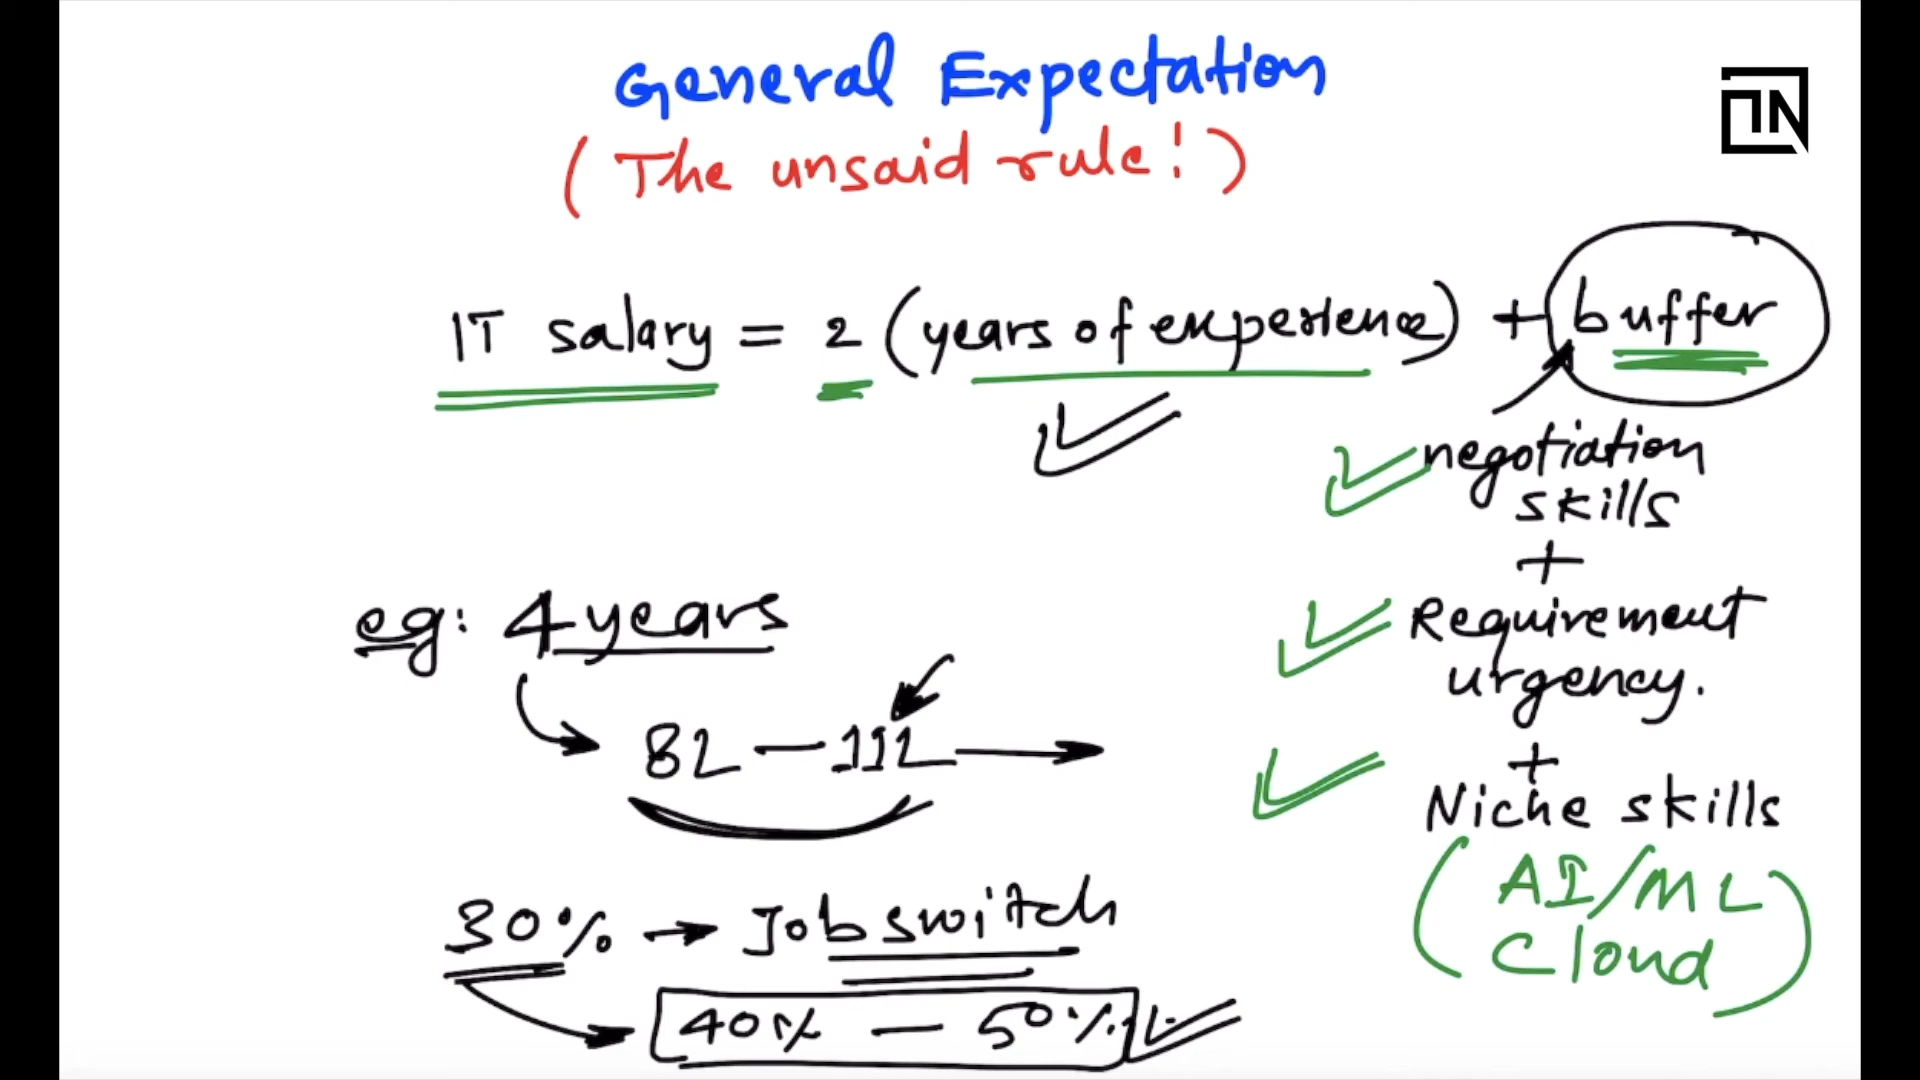 General Expectation
(The unsaid rule!)
IT salary = 2 (years of experience) + buffer
negotiation
skills
+
Requirement
urgency.
+
Niche skills
(AI/ML
Cloud)
eg: 4 years
8L — 11L
30% → Job switch
40% — 50%